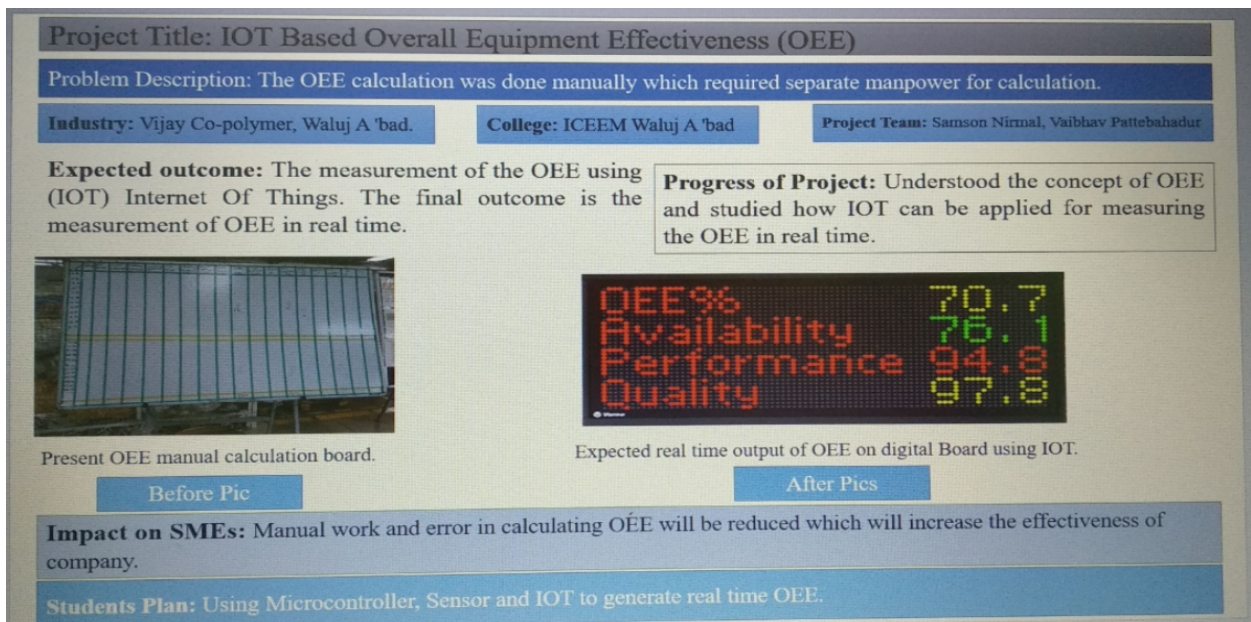 Project Title: IOT Based Overall Equipment Effectiveness (OEE)
Problem Description: The OEE calculation was done manually which required separate manpower for calculation.
Industry: Vijay Co-polymer, Waluj A 'bad.
College: ICEEM Waluj A 'bad
Project Team: Samson Nirmal, Vaibhav Pattebahadur
Expected outcome: The measurement of the OEE using
(IOT) Internet Of Things. The final outcome is the
measurement of OEE in real time.
Progress of Project: Understood the concept of OEE
and studied how IOT can be applied for measuring
the OEE in real time.
OEE% 70.7
Availability 76.1
Performance 94.8
Quality 97.8
Present OEE manual calculation board.
Before Pic
Expected real time output of OEE on digital Board using IOT.
After Pics
Impact on SMEs: Manual work and error in calculating OÉE will be reduced which will increase the effectiveness of
company.
Students Plan: Using Microcontroller, Sensor and IOT to generate real time OEE.